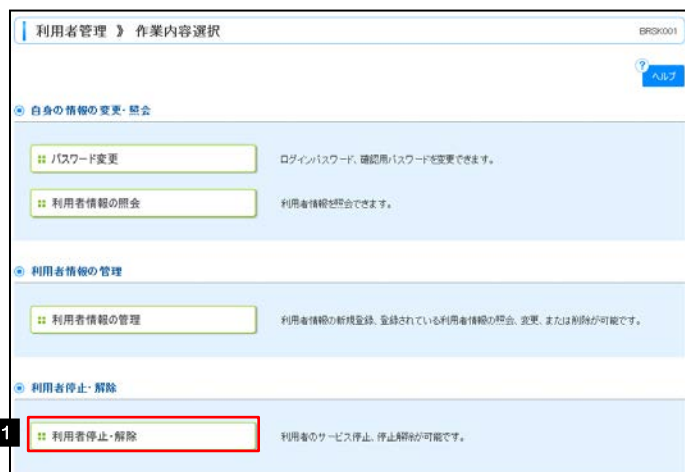 利用者管理 》 作業内容選択
BRSK001
?
ヘルプ
自身の情報の変更・照会
パスワード変更
ログインパスワード、確認用パスワードを変更できます。
利用者情報の照会
利用者情報を照会できます。
利用者情報の管理
利用者情報の管理
利用者情報の新規登録、登録されている利用者情報の照会、変更、または削除が可能です。
利用者停止・解除
1
利用者停止・解除
利用者のサービス停止、停止解除が可能です。